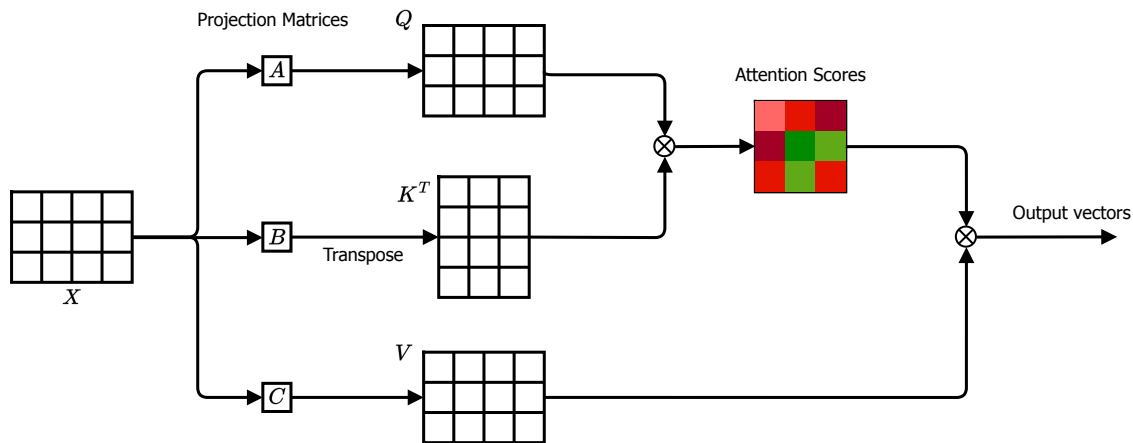 Projection Matrices
Q
A
Attention Scores
K^T
B
Transpose
Output vectors
X
V
C